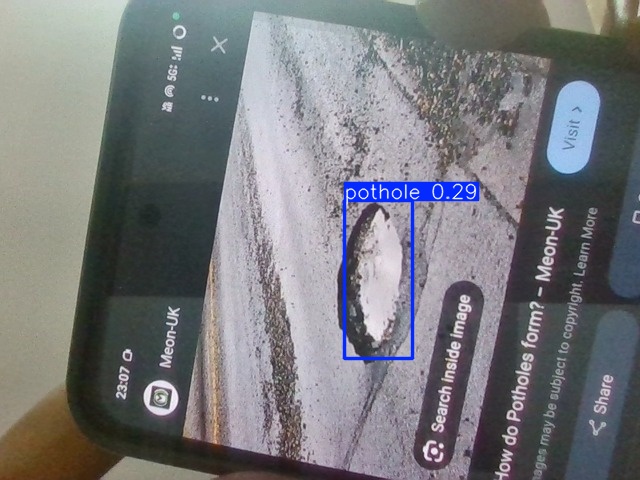 pothole 0.29
23:07
5G
Meon-UK
Search inside image
How do Potholes form? – Meon-UK
ages may be subject to copyright. Learn More
Visit >
Share